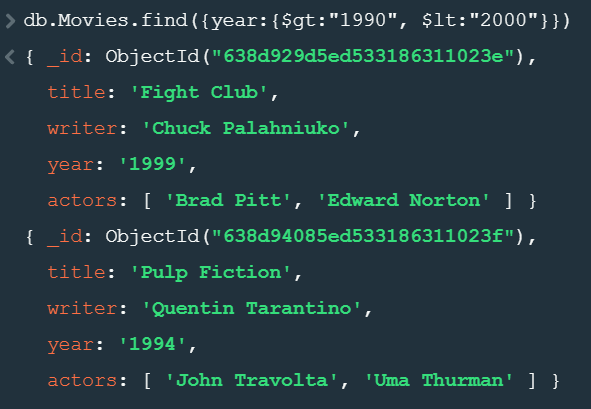 db.Movies.find({year:{$gt:"1990", $lt:"2000"}})
{ _id: ObjectId("638d929d5ed533186311023e"),
title: 'Fight Club',
writer: 'Chuck Palahniuko',
year: '1999',
actors: [ 'Brad Pitt', 'Edward Norton' ] }
{ _id: ObjectId("638d94085ed533186311023f"),
title: 'Pulp Fiction',
writer: 'Quentin Tarantino',
year: '1994',
actors: [ 'John Travolta', 'Uma Thurman' ] }